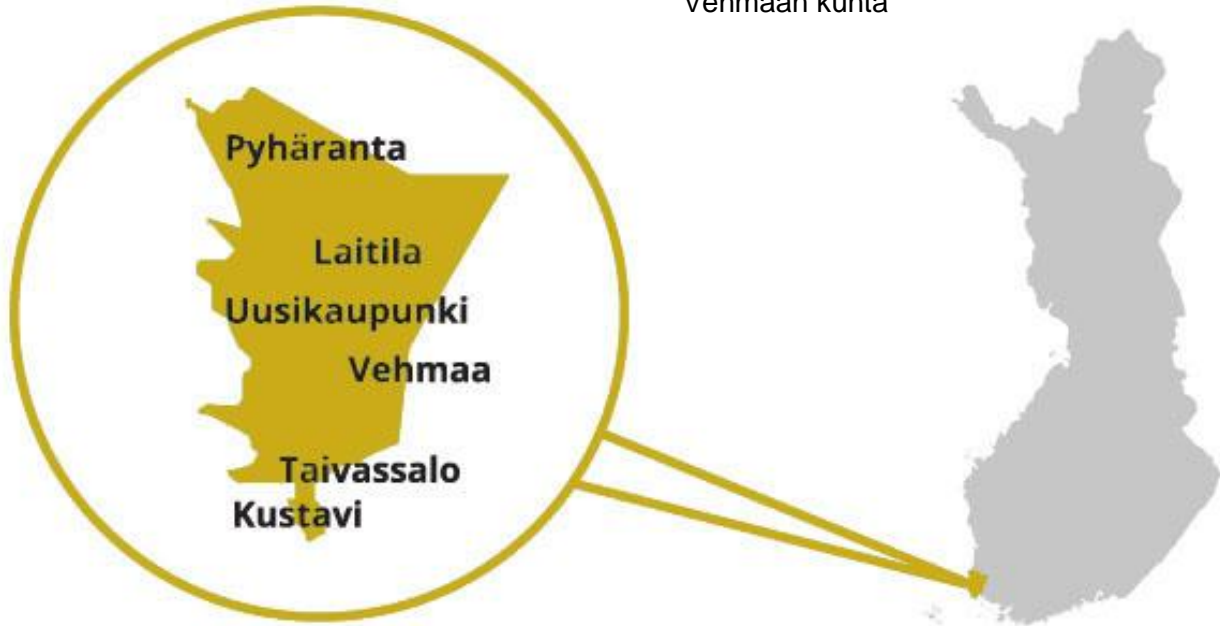 Vehmaan kunta
Pyhäranta
Laitila
Uusikaupunki
Vehmaa
Taivassalo
Kustavi